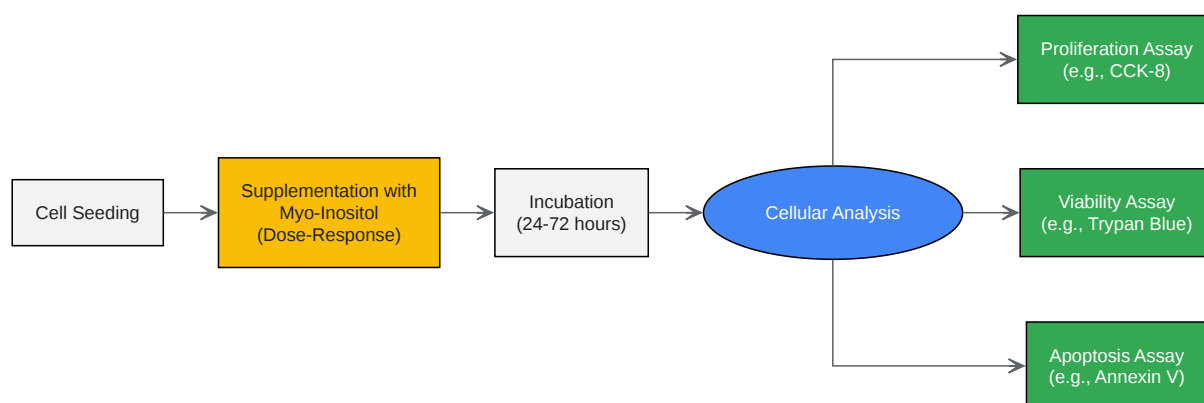 Cell Seeding
Supplementation with
Myo-Inositol
(Dose-Response)
Incubation
(24-72 hours)
Cellular Analysis
Proliferation Assay
(e.g., CCK-8)
Viability Assay
(e.g., Trypan Blue)
Apoptosis Assay
(e.g., Annexin V)